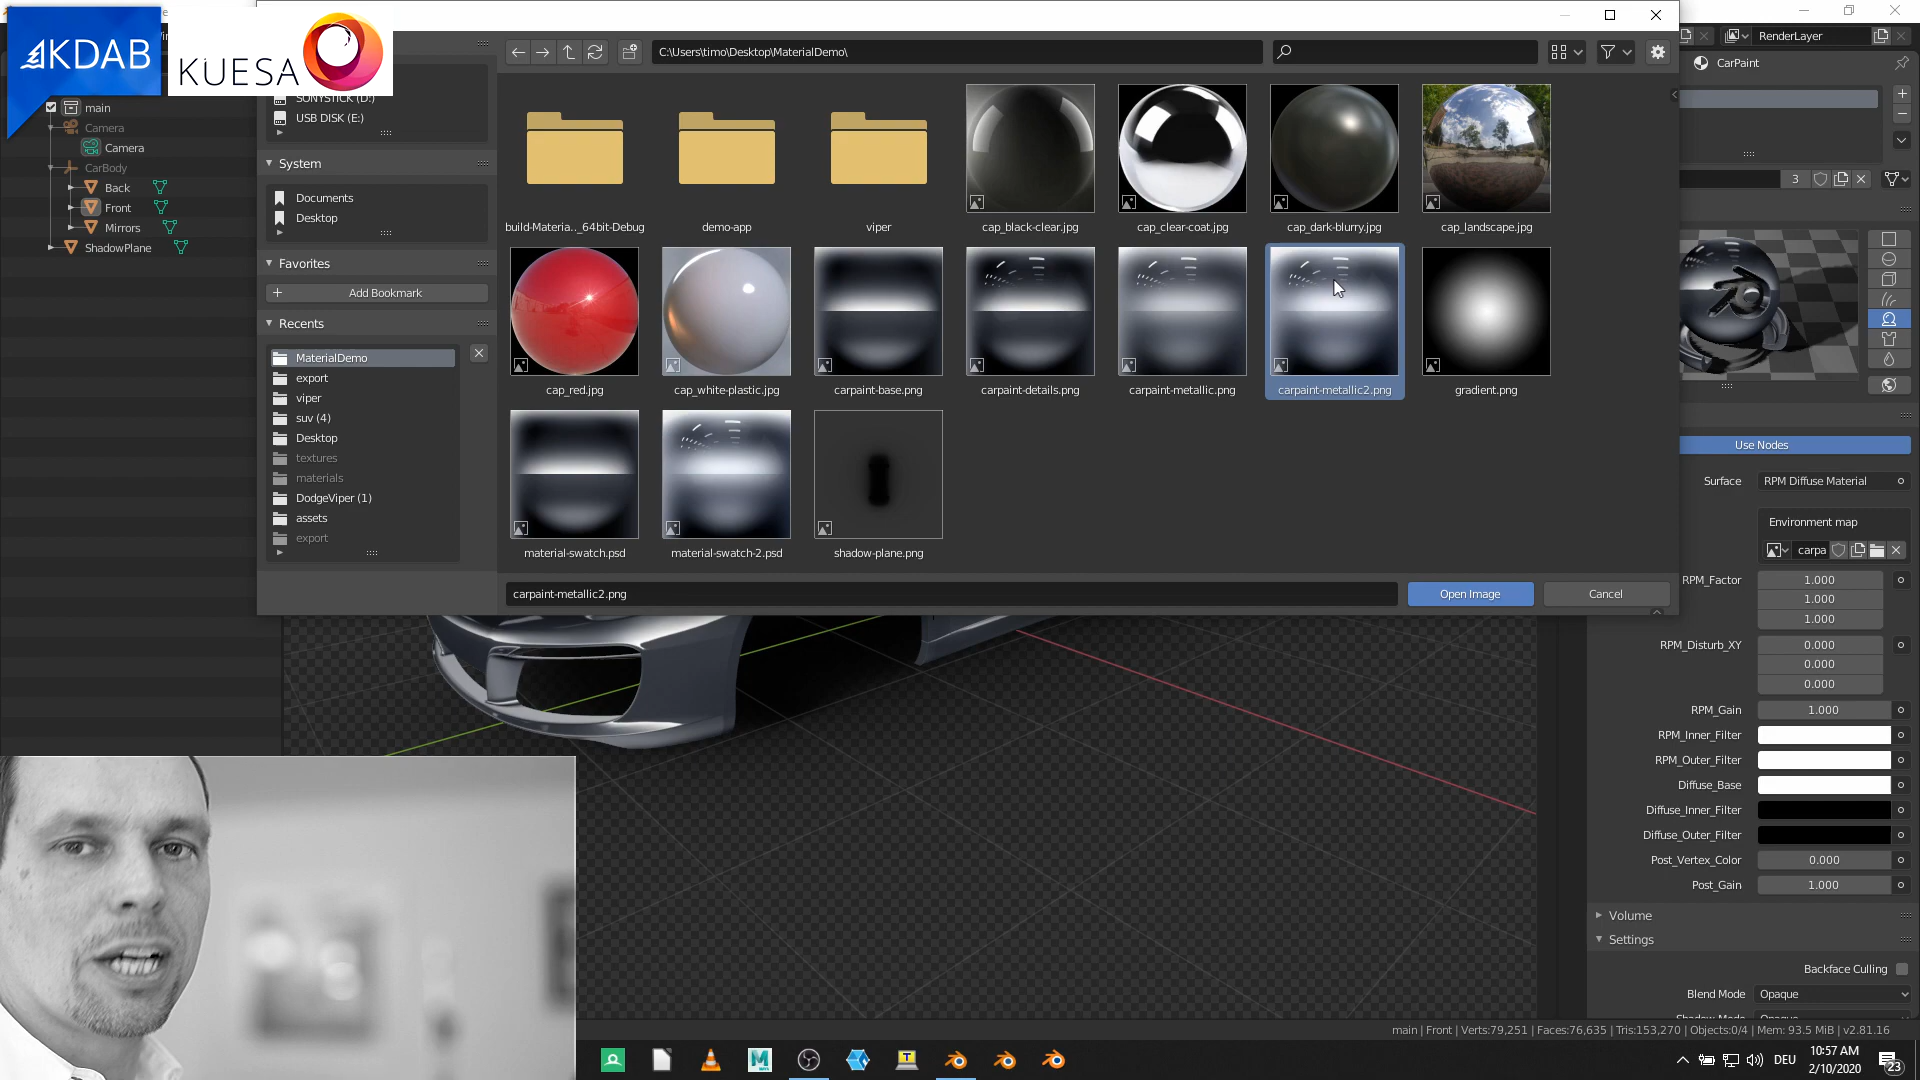 KDAB
KUESA
C:\Users\timo\Desktop\MaterialDemo\
RenderLayer
CarPaint
main
Camera
Camera
CarBody
Back
Front
Mirrors
ShadowPlane
SONYSTICK (D:)
USB DISK (E:)
System
Documents
Desktop
Favorites
Add Bookmark
Recents
MaterialDemo
export
viper
suv (4)
Desktop
textures
materials
DodgeViper (1)
assets
export
build-Materia.._64bit-Debug
demo-app
viper
cap_black-clear.jpg
cap_clear-coat.jpg
cap_dark-blurry.jpg
cap_landscape.jpg
cap_red.jpg
cap_white-plastic.jpg
carpaint-base.png
carpaint-details.png
carpaint-metallic.png
carpaint-metallic2.png
gradient.png
material-swatch.psd
material-swatch-2.psd
shadow-plane.png
carpaint-metallic2.png
Open Image
Cancel
3
Use Nodes
Surface
RPM Diffuse Material
Environment map
carpa
RPM_Factor
1.000
1.000
1.000
RPM_Disturb_XY
0.000
0.000
0.000
RPM_Gain
1.000
RPM_Inner_Filter
RPM_Outer_Filter
Diffuse_Base
Diffuse_Inner_Filter
Diffuse_Outer_Filter
Post_Vertex_Color
0.000
Post_Gain
1.000
Volume
Settings
Backface Culling
Blend Mode
Opaque
main | Front | Verts:79,251 | Faces:76,635 | Tris:153,270 | Objects:0/4 | Mem: 93.5 MiB | v2.81.16
DEU
10:57 AM
2/10/2020
23